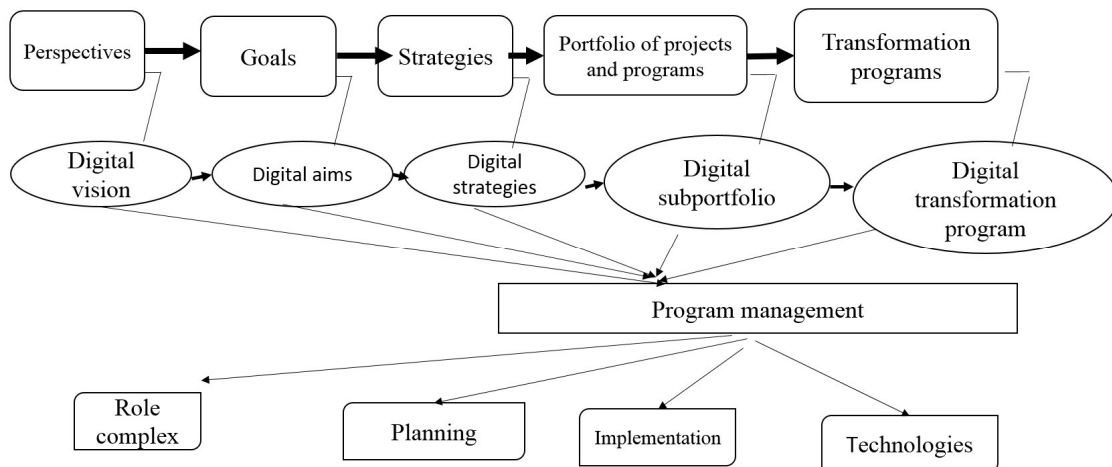 Perspectives
Goals
Strategies
Portfolio of projects
and programs
Transformation
programs
Digital
vision
Digital aims
Digital
strategies
Digital
subportfolio
Digital
transformation
program
Program management
Role
complex
Planning
Implementation
Technologies